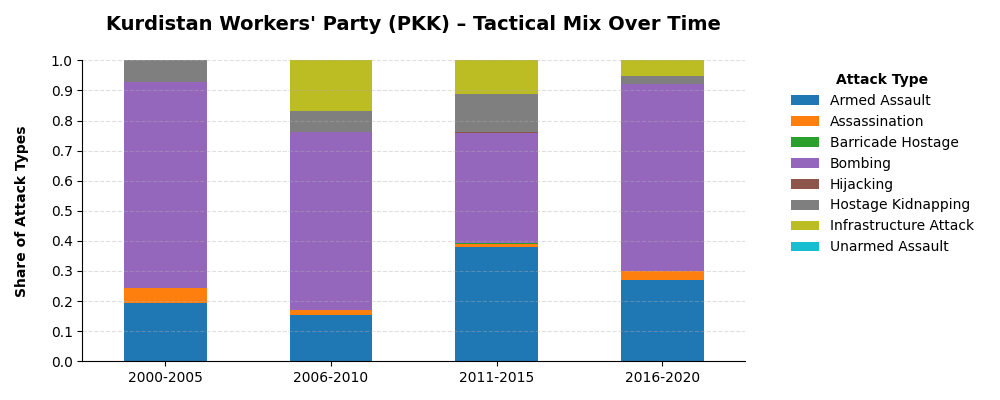 Kurdistan Workers' Party (PKK) – Tactical Mix Over Time
Share of Attack Types
1.0
0.9
0.8
0.7
0.6
0.5
0.4
0.3
0.2
0.1
0.0
2000-2005
2006-2010
2011-2015
2016-2020
Attack Type
Armed Assault
Assassination
Barricade Hostage
Bombing
Hijacking
Hostage Kidnapping
Infrastructure Attack
Unarmed Assault